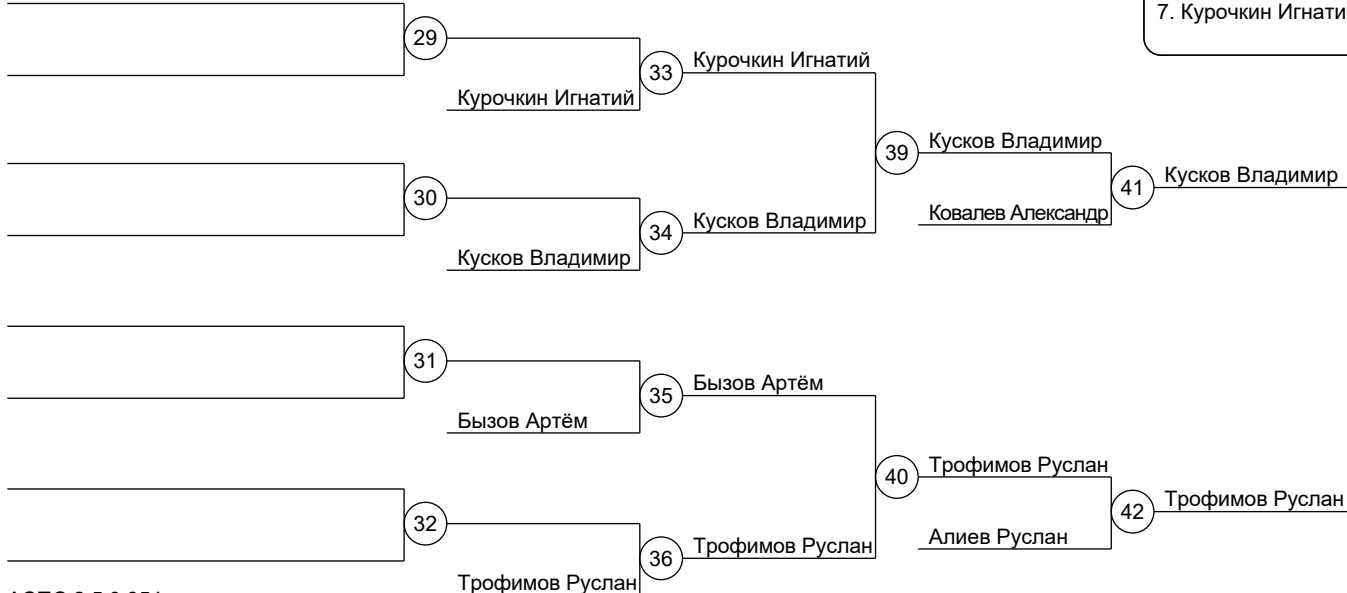 7. Курочкин Игнати
29
33
Курочкин Игнатий
Курочкин Игнатий
39
Кусков Владимир
41
Кусков Владимир
30
34
Кусков Владимир
Ковалев Александр
Кусков Владимир
31
35
Бызов Артём
Бызов Артём
40
Трофимов Руслан
42
Трофимов Руслан
32
36
Трофимов Руслан
Алиев Руслан
Трофимов Руслан